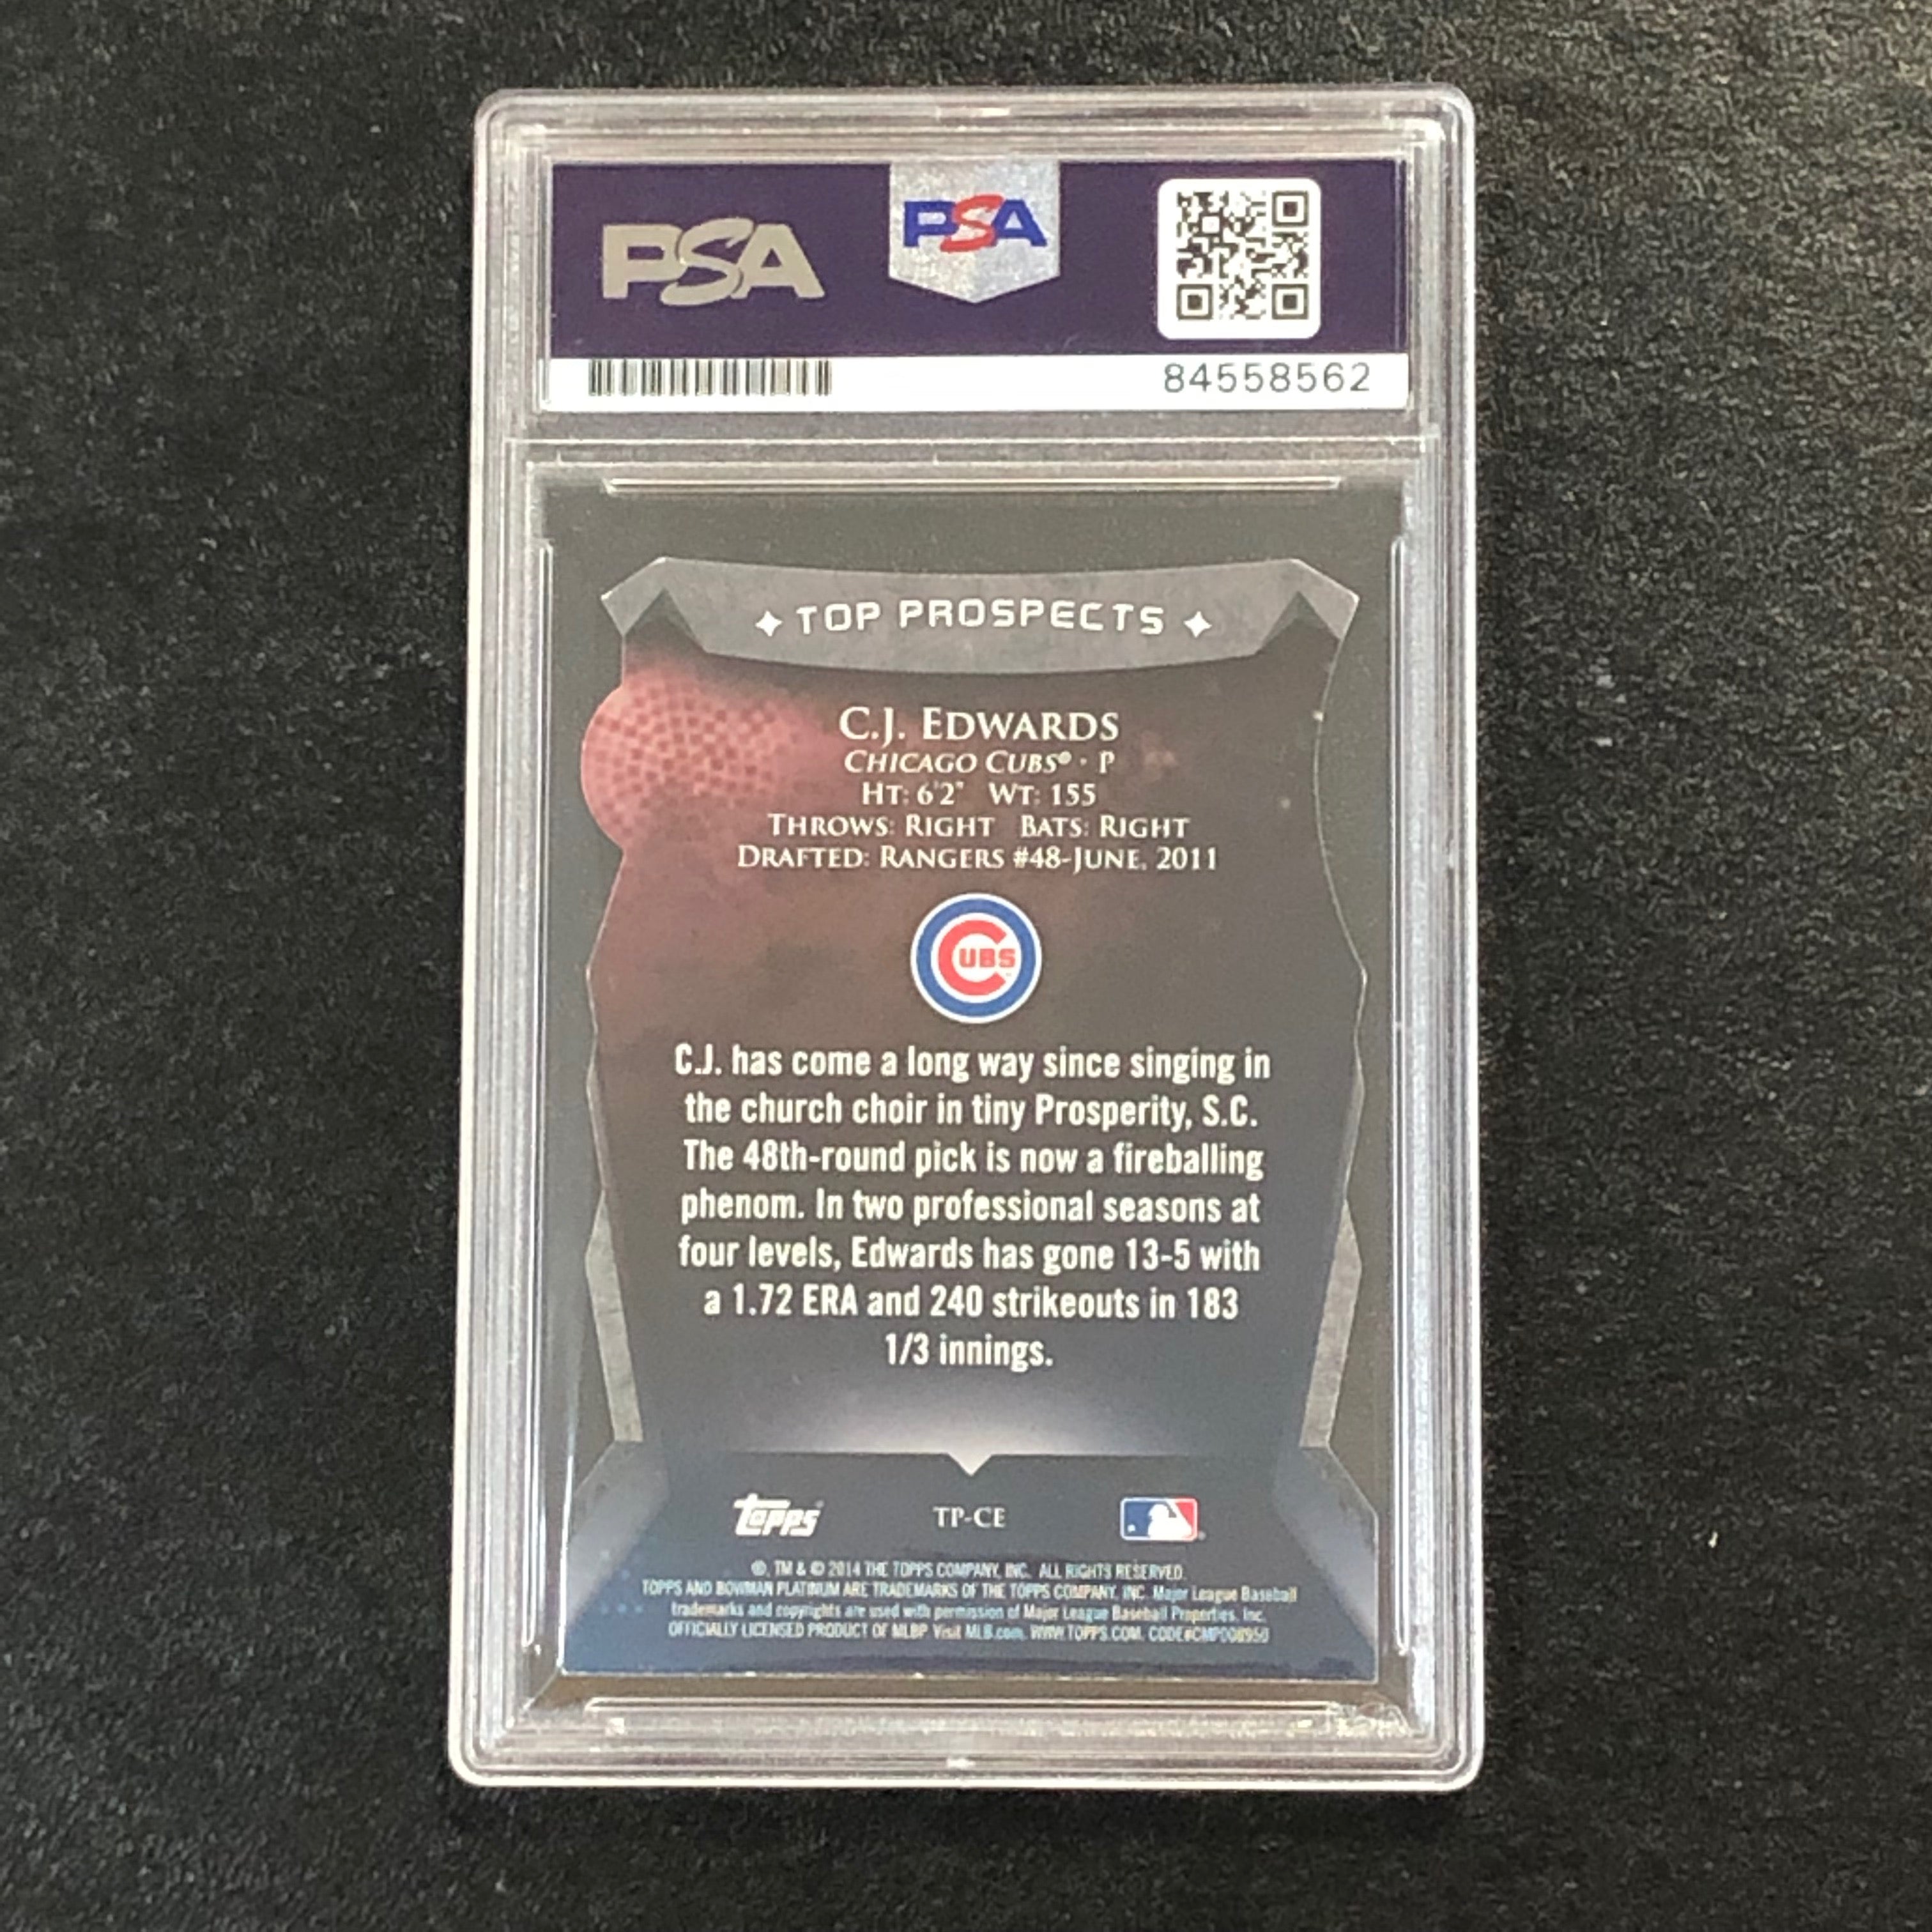 PSA
PSA
84558562
TOP PROSPECTS
C.J. EDWARDS
CHICAGO CUBS® · P
HT: 6'2" WT: 155
THROWS: RIGHT BATS: RIGHT
DRAFTED: RANGERS #48-JUNE, 2011
CUBS
C.J. has come a long way since singing in
the church choir in tiny Prosperity, S.C.
The 48th-round pick is now a fireballing
phenom. In two professional seasons at
four levels, Edwards has gone 13-5 with
a 1.72 ERA and 240 strikeouts in 183
1/3 innings.
Topps
TP-CE
®, TM & © 2014 THE TOPPS COMPANY, INC. ALL RIGHTS RESERVED.
TOPPS AND BOWMAN PLATINUM ARE TRADEMARKS OF THE TOPPS COMPANY, INC. Major League Baseball
trademarks and copyrights are used with permission of Major League Baseball Properties, Inc.
OFFICIALLY LICENSED PRODUCT OF MLBP Visit MLB.com. WWW.TOPPS.COM. CODE#CMP008950